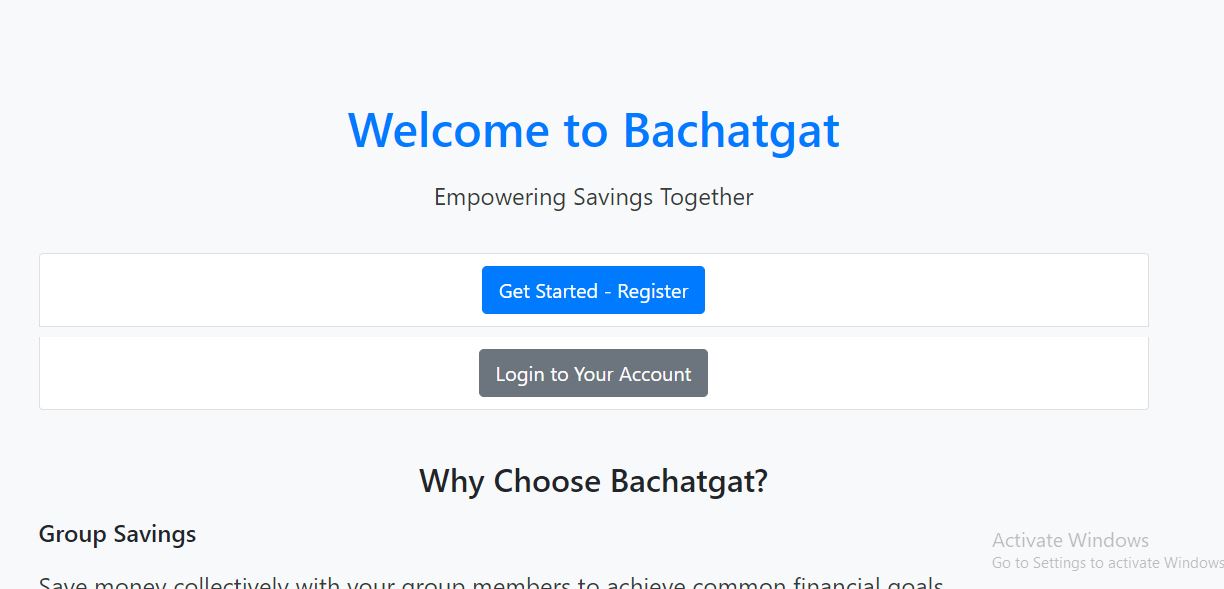 Welcome to Bachatgat
Empowering Savings Together
Get Started - Register
Login to Your Account
Why Choose Bachatgat?
Group Savings
Save money collectively with your group members to achieve common financial goals
Activate Windows
Go to Settings to activate Windows